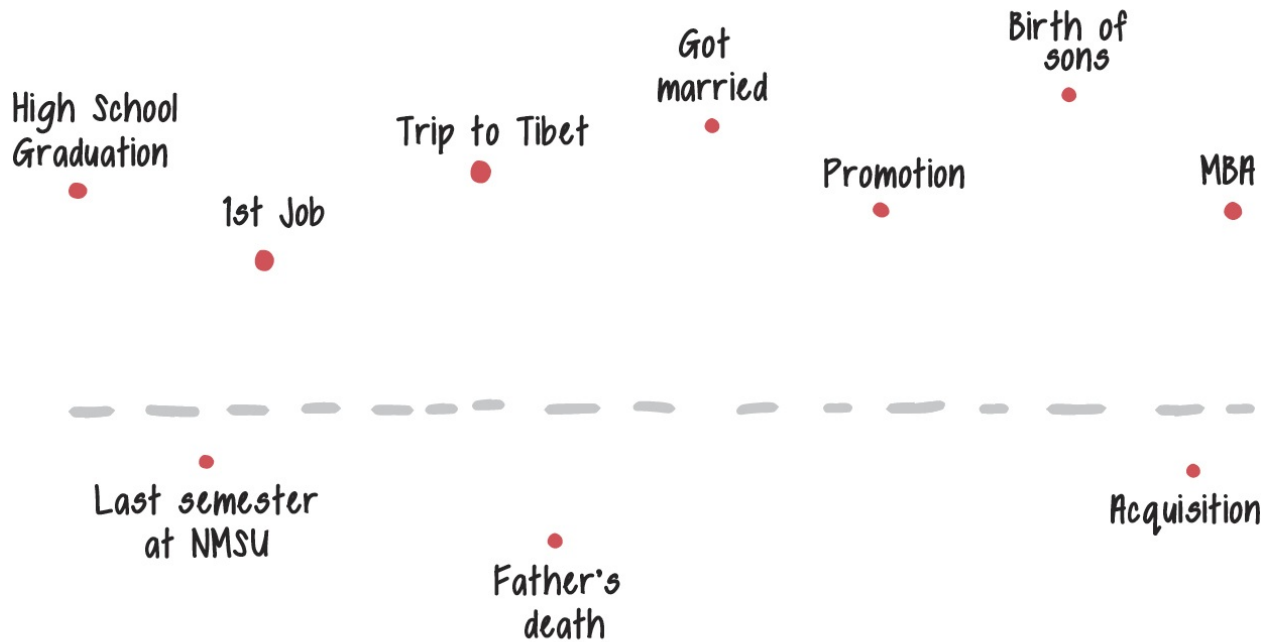 High School
Graduation
1st Job
Trip to Tibet
Got
married
Promotion
Birth of
sons
MBA
Last semester
at NMSU
Father's
death
Acquisition